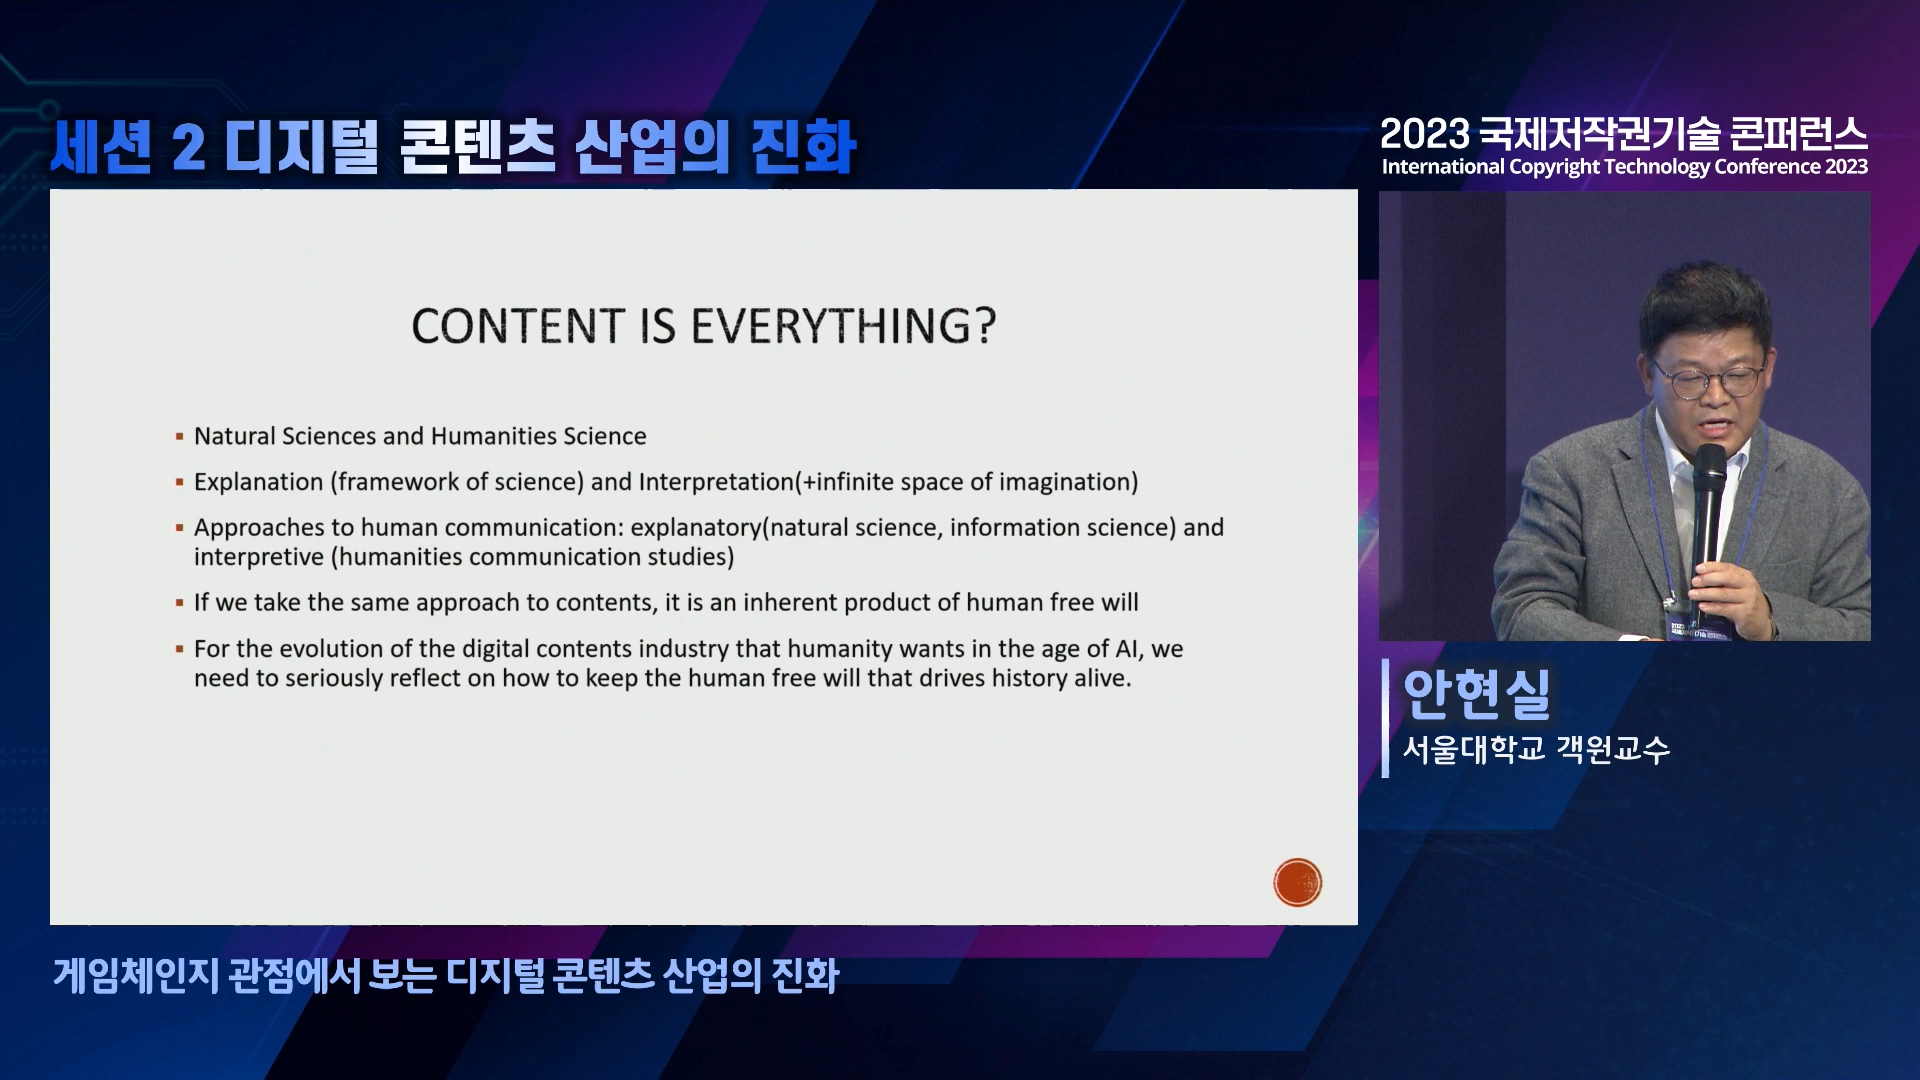 세션 2 디지털 콘텐츠 산업의 진화
2023 국제저작권기술 콘퍼런스
International Copyright Technology Conference 2023
CONTENT IS EVERYTHING?
▪ Natural Sciences and Humanities Science
▪ Explanation (framework of science) and Interpretation(+infinite space of imagination)
▪ Approaches to human communication: explanatory(natural science, information science) and
interpretive (humanities communication studies)
▪ If we take the same approach to contents, it is an inherent product of human free will
▪ For the evolution of the digital contents industry that humanity wants in the age of AI, we
need to seriously reflect on how to keep the human free will that drives history alive.
안현실
서울대학교 객원교수
게임체인지 관점에서 보는 디지털 콘텐츠 산업의 진화